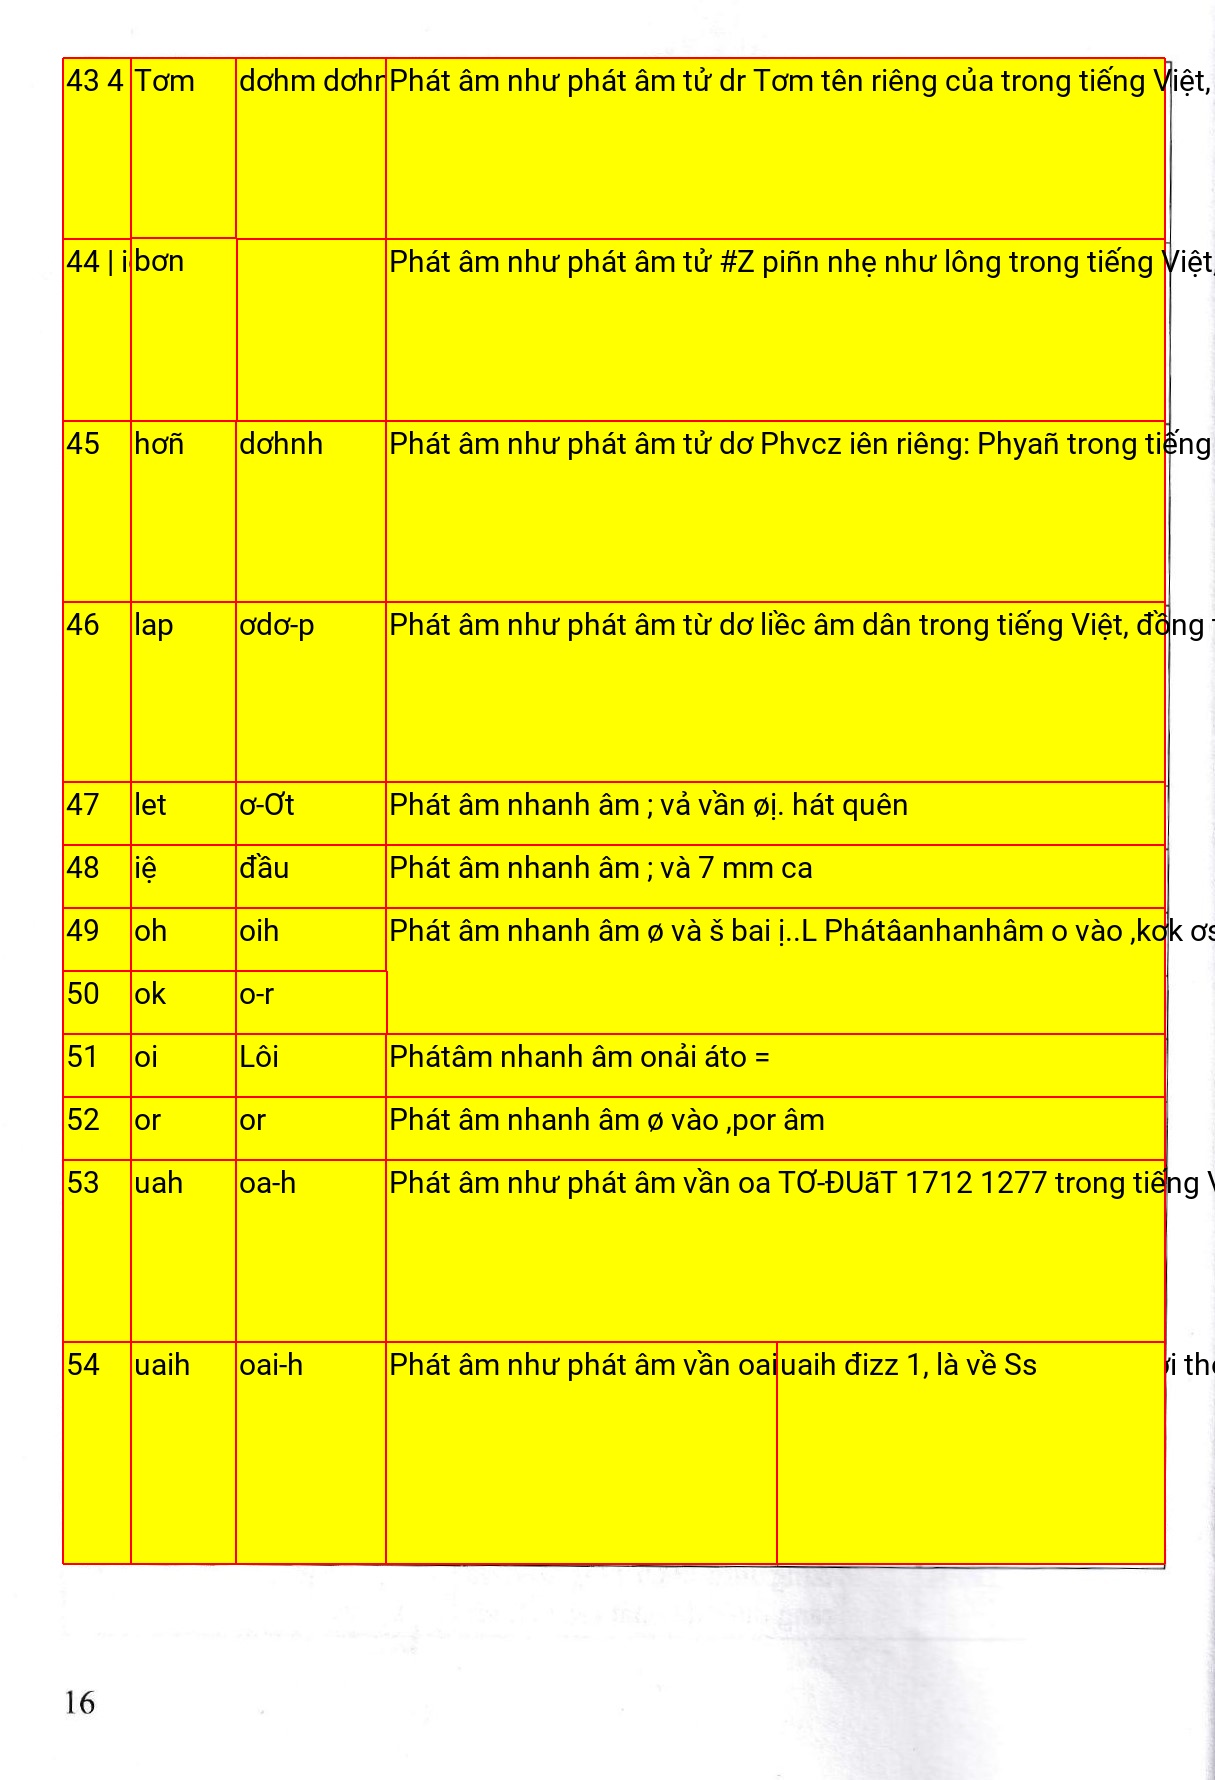 43 4 Tơm dơhm Phát âm như phát âm tử dr Tơm tên riêng của trong tiếng Việt,
44 | bơn Phát âm như phát âm tử #Z piñn nhẹ như lông trong tiếng Việt,
45 hơñ dơhnh Phát âm như phát âm tử dơ Phvcz iên riêng: Phyañ trong tiếng
46 lap ơdơ-p Phát âm như phát âm từ dơ liềc âm dân trong tiếng Việt, đồng
47 let ơ-Ơt Phát âm nhanh âm ; vả vần øị. hát quên
48 iệ đầu Phát âm nhanh âm ; và 7 mm ca
49 oh oih Phát âm nhanh âm ø và š bai ị..L Phátâanhanhâm o vào ,kơk
50 ok o-r
51 oi Lôi Phátâm nhanh âm onải áto =
52 or or Phát âm nhanh âm ø vào ,por âm
53 uah oa-h Phát âm như phát âm vần oa TƠ-ĐUãT 1712 1277 trong tiếng
54 uaih oai-h Phát âm như phát âm vần oai uaih đizz 1, là về Ss
16